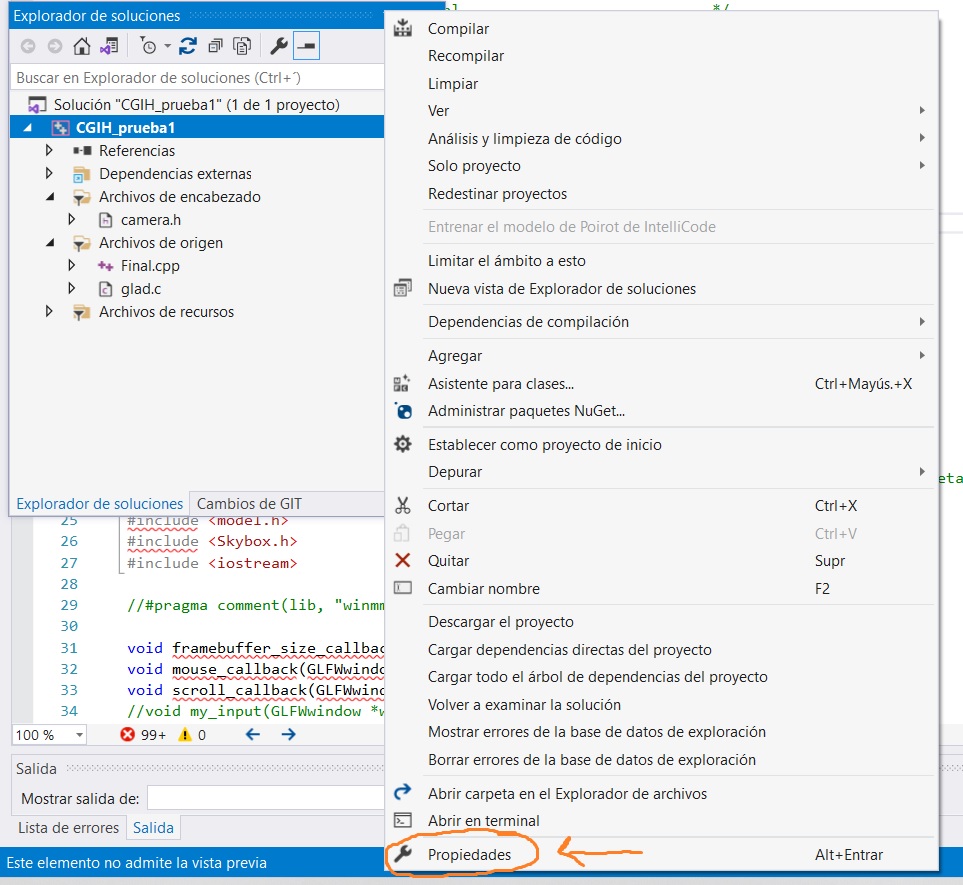 Explorador de soluciones
Buscar en Explorador de soluciones (Ctrl+´)
Solución "CGIH_prueba1" (1 de 1 proyecto)
CGIH_prueba1
Referencias
Dependencias externas
Archivos de encabezado
camera.h
Archivos de origen
Final.cpp
glad.c
Archivos de recursos
Explorador de soluciones
Cambios de GIT
*/
Compilar
Recompilar
Limpiar
Ver
Análisis y limpieza de código
Solo proyecto
Redestinar proyectos
Entrenar el modelo de Poirot de IntelliCode
Limitar el ámbito a esto
Nueva vista de Explorador de soluciones
Dependencias de compilación
Agregar
Asistente para clases... Ctrl+Mayús.+X
Administrar paquetes NuGet...
Establecer como proyecto de inicio
Depurar
Cortar Ctrl+X
Pegar Ctrl+V
Quitar Supr
Cambiar nombre F2
Descargar el proyecto
Cargar dependencias directas del proyecto
Cargar todo el árbol de dependencias del proyecto
Volver a examinar la solución
Mostrar errores de la base de datos de exploración
Borrar errores de la base de datos de exploración
Abrir carpeta en el Explorador de archivos
Abrir en terminal
Propiedades Alt+Entrar
eta
25 #include <model.h>
26 #include <Skybox.h>
27 #include <iostream>
28
29 //#pragma comment(lib, "winm
30
31 void framebuffer_size_callbac
32 void mouse_callback(GLFWwindo
33 void scroll_callback(GLFWwind
34 //void my_input(GLFWwindow *w
100 % 99+ 0
Salida
Mostrar salida de:
Lista de errores Salida
Este elemento no admite la vista previa